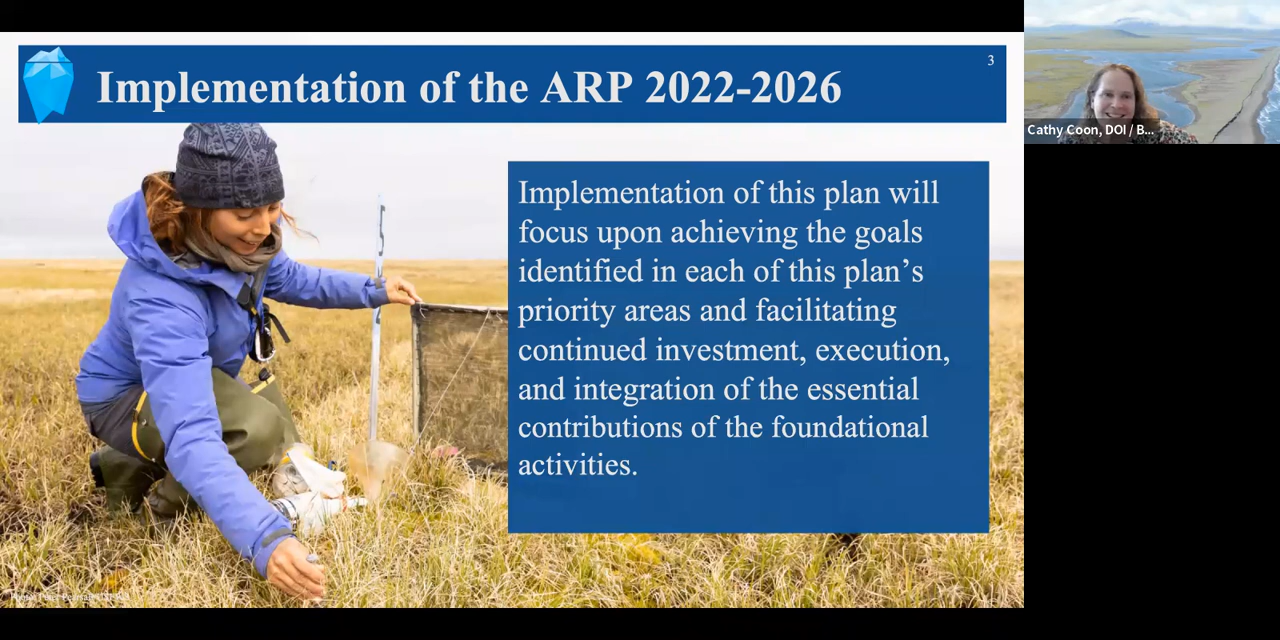 3
Implementation of the ARP 2022-2026
Implementation of this plan will
focus upon achieving the goals
identified in each of this plan’s
priority areas and facilitating
continued investment, execution,
and integration of the essential
contributions of the foundational
activities.
Cathy Coon, DOI / B...